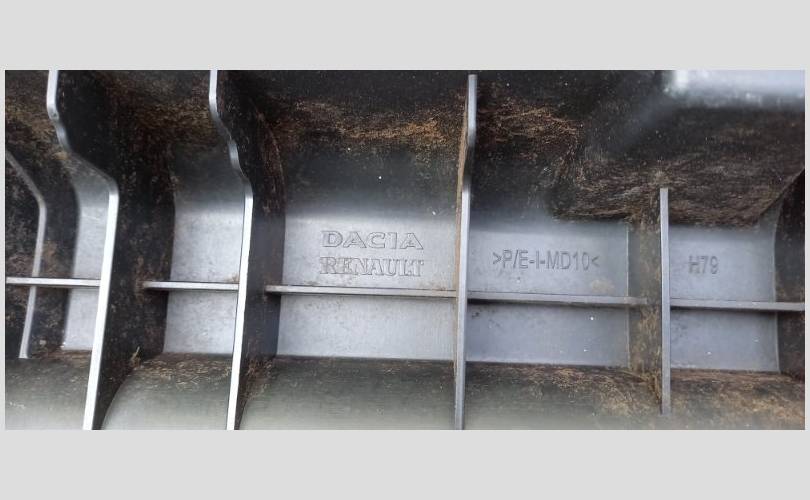 DACIA
RENAULT
>P/E-I-MD10<
H79